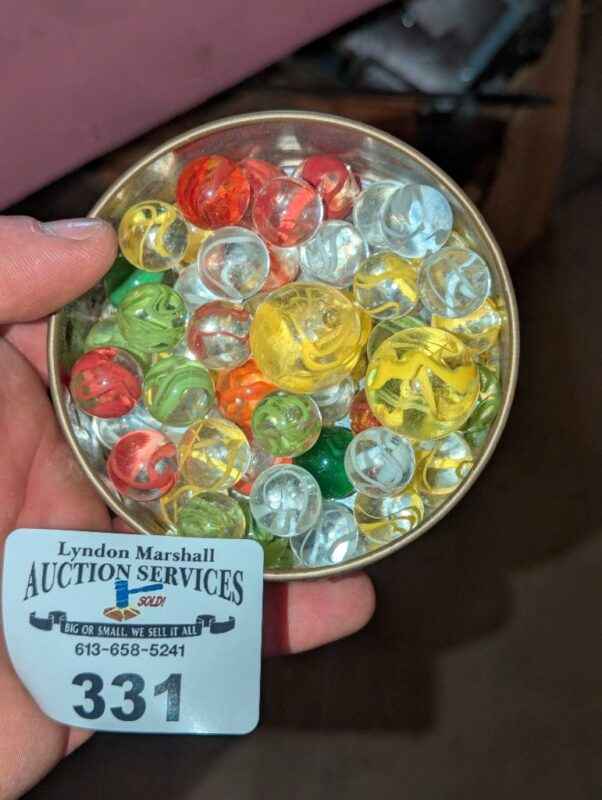 Lyndon Marshall
AUCTION SERVICES
SOLD!
BIG OR SMALL, WE SELL IT ALL
613-658-5241
331